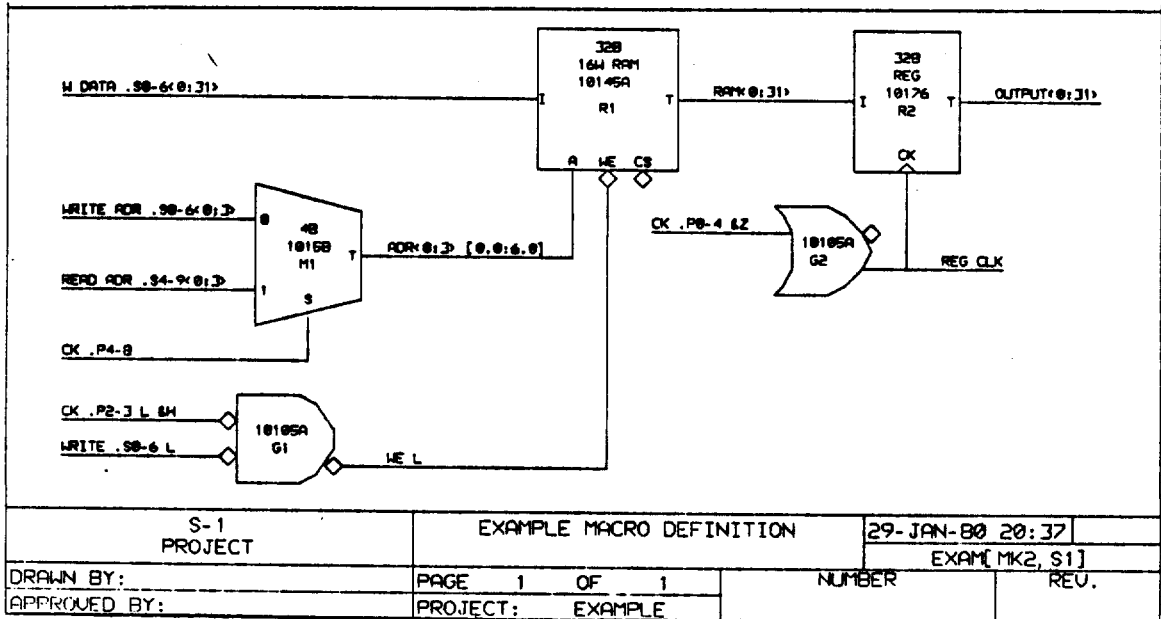 W DATA .S0-6<0:31>
I
32B
16W RAM
10145A
R1
T
A
WE
CS
RAM<0:31>
I
32B
REG
10176
R2
T
CK
OUTPUT<0:31>
WRITE ADR .S0-6<0:3>
0
4B
10158
M1
T
READ ADR .S4-9<0:3>
1
S
ADR<0:3> [0.0:6.0]
CK .P4-8
CK .P0-4 &Z
10105A
G2
REG CLK
CK .P2-3 L &H
WRITE .S0-6 L
10105A
G1
WE L
S-1
PROJECT
EXAMPLE MACRO DEFINITION
29-JAN-80 20:37
EXAM[MK2,S1]
DRAWN BY:
PAGE 1 OF 1
NUMBER
REV.
APPROVED BY:
PROJECT: EXAMPLE